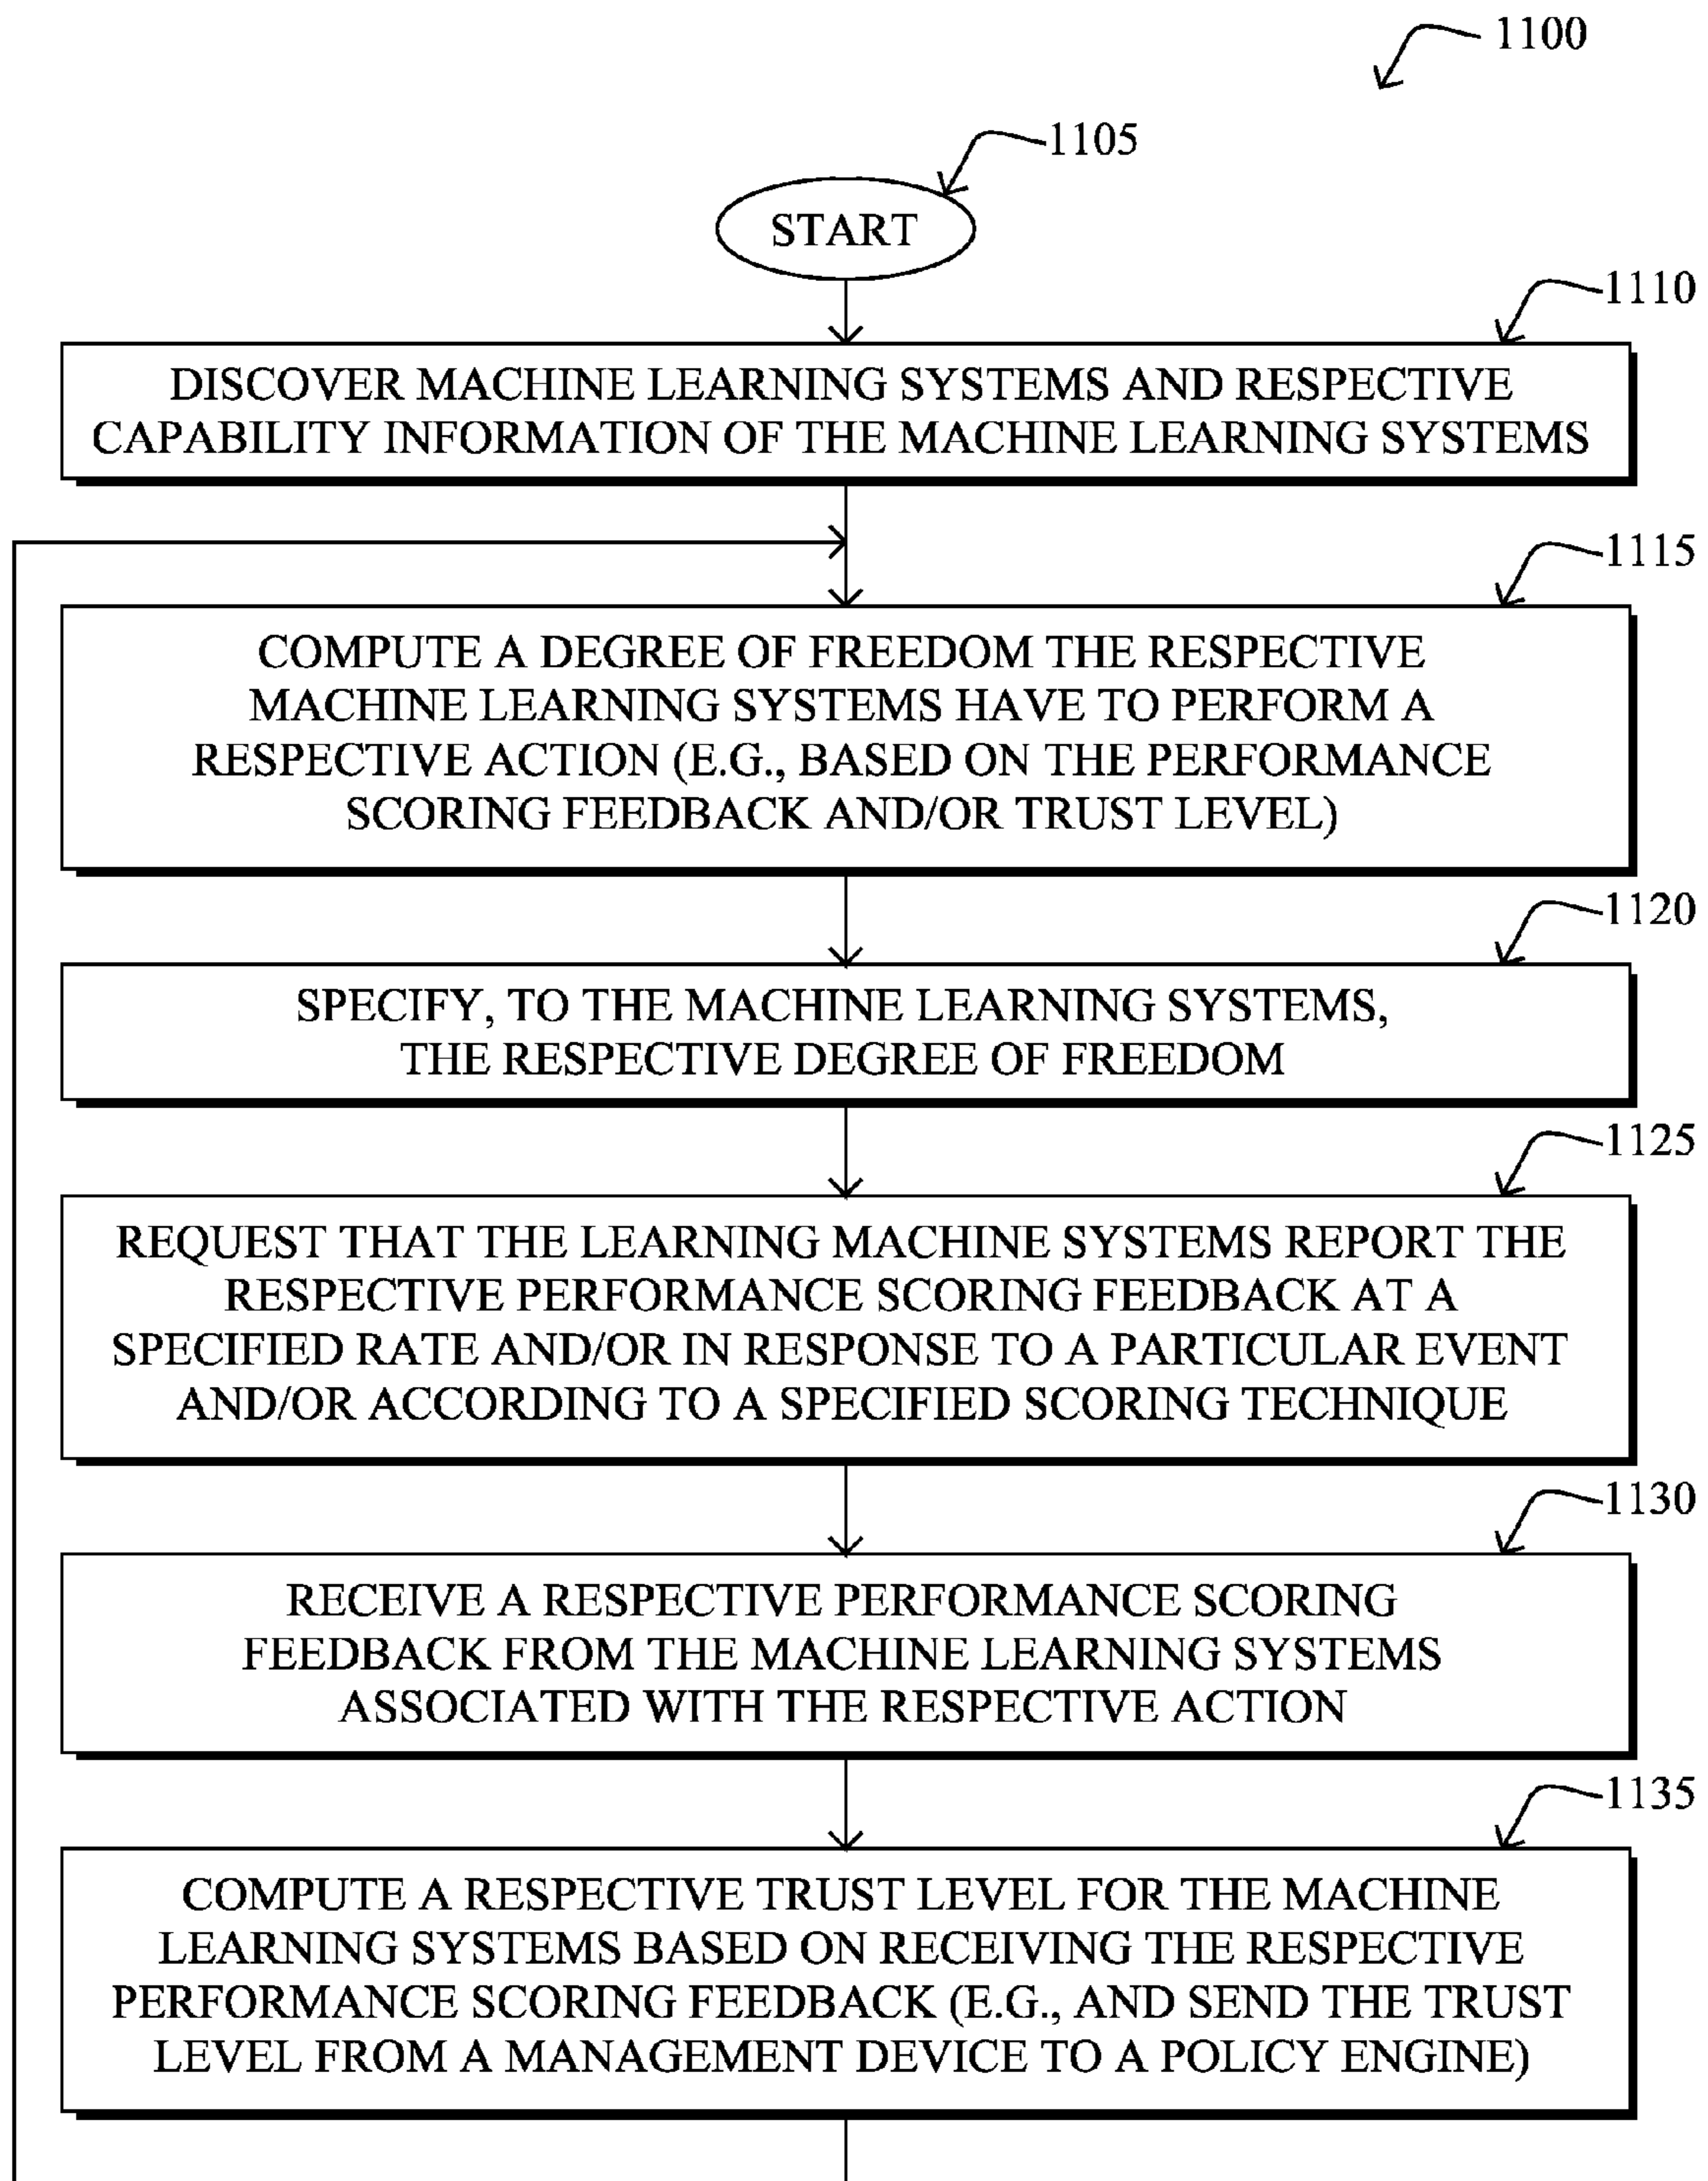 1100
1105
START
1110
DISCOVER MACHINE LEARNING SYSTEMS AND RESPECTIVE
CAPABILITY INFORMATION OF THE MACHINE LEARNING SYSTEMS
1115
COMPUTE A DEGREE OF FREEDOM THE RESPECTIVE
MACHINE LEARNING SYSTEMS HAVE TO PERFORM A
RESPECTIVE ACTION (E.G., BASED ON THE PERFORMANCE
SCORING FEEDBACK AND/OR TRUST LEVEL)
1120
SPECIFY, TO THE MACHINE LEARNING SYSTEMS,
THE RESPECTIVE DEGREE OF FREEDOM
1125
REQUEST THAT THE LEARNING MACHINE SYSTEMS REPORT THE
RESPECTIVE PERFORMANCE SCORING FEEDBACK AT A
SPECIFIED RATE AND/OR IN RESPONSE TO A PARTICULAR EVENT
AND/OR ACCORDING TO A SPECIFIED SCORING TECHNIQUE
1130
RECEIVE A RESPECTIVE PERFORMANCE SCORING
FEEDBACK FROM THE MACHINE LEARNING SYSTEMS
ASSOCIATED WITH THE RESPECTIVE ACTION
1135
COMPUTE A RESPECTIVE TRUST LEVEL FOR THE MACHINE
LEARNING SYSTEMS BASED ON RECEIVING THE RESPECTIVE
PERFORMANCE SCORING FEEDBACK (E.G., AND SEND THE TRUST
LEVEL FROM A MANAGEMENT DEVICE TO A POLICY ENGINE)